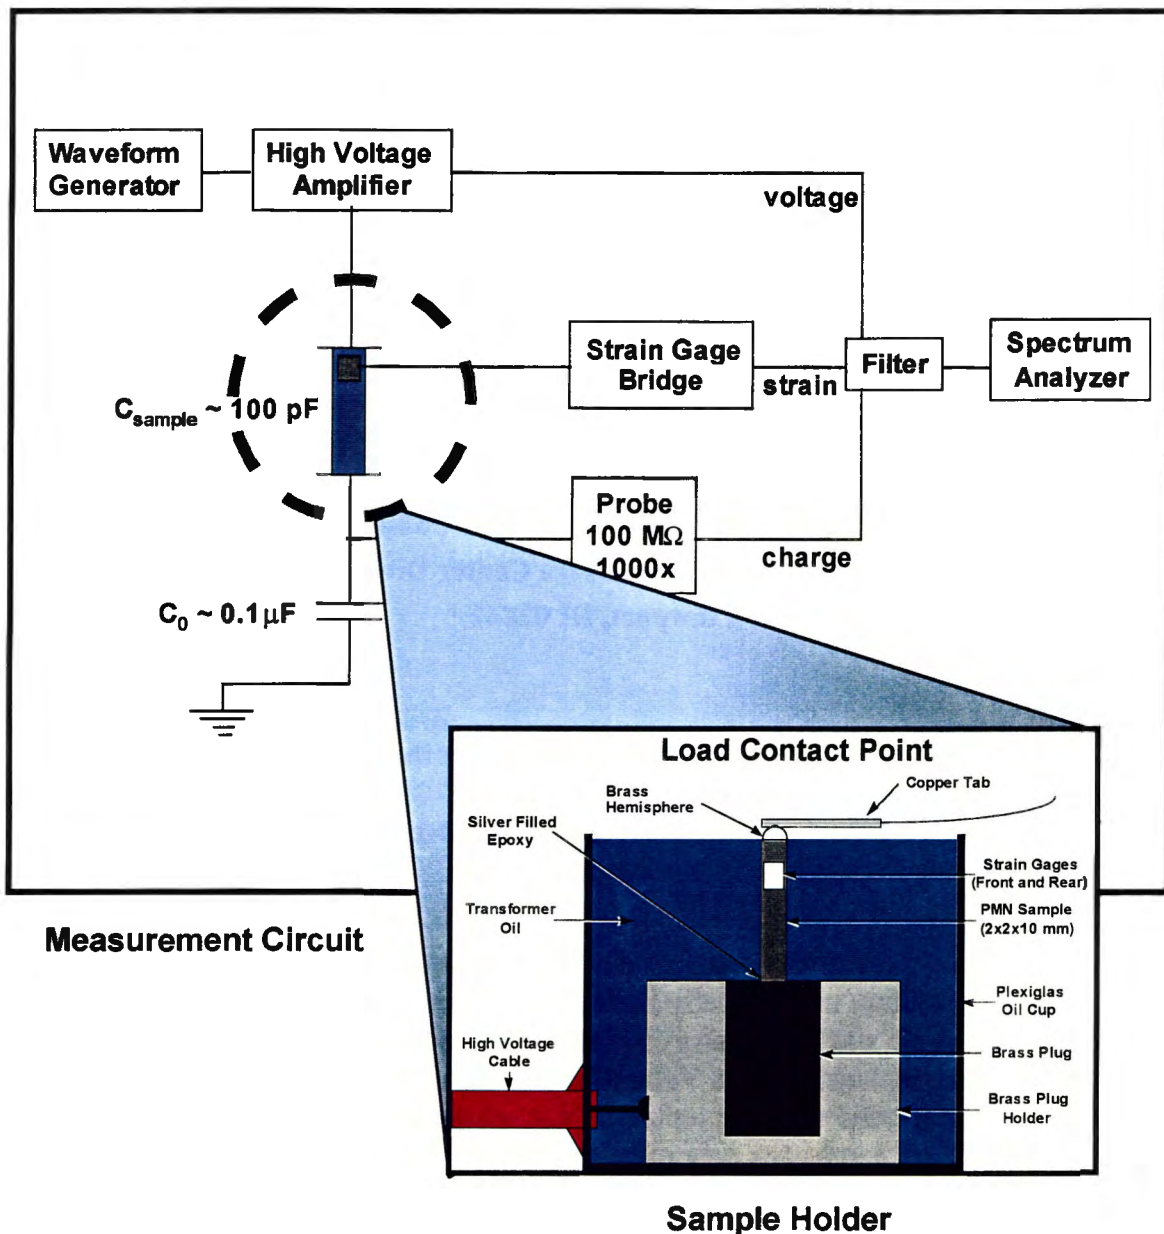 Waveform
Generator
High Voltage
Amplifier
voltage
Strain Gage
Bridge
strain
Filter
Spectrum
Analyzer
Csample ~ 100 pF
Probe
100 MΩ
1000x
charge
C0 ~ 0.1μF
Load Contact Point
Brass
Hemisphere
Copper Tab
Silver Filled
Epoxy
Strain Gages
(Front and Rear)
Transformer
Oil
PMN Sample
(2x2x10 mm)
Plexiglas
Oil Cup
High Voltage
Cable
Brass Plug
Brass Plug
Holder
Measurement Circuit
Sample Holder